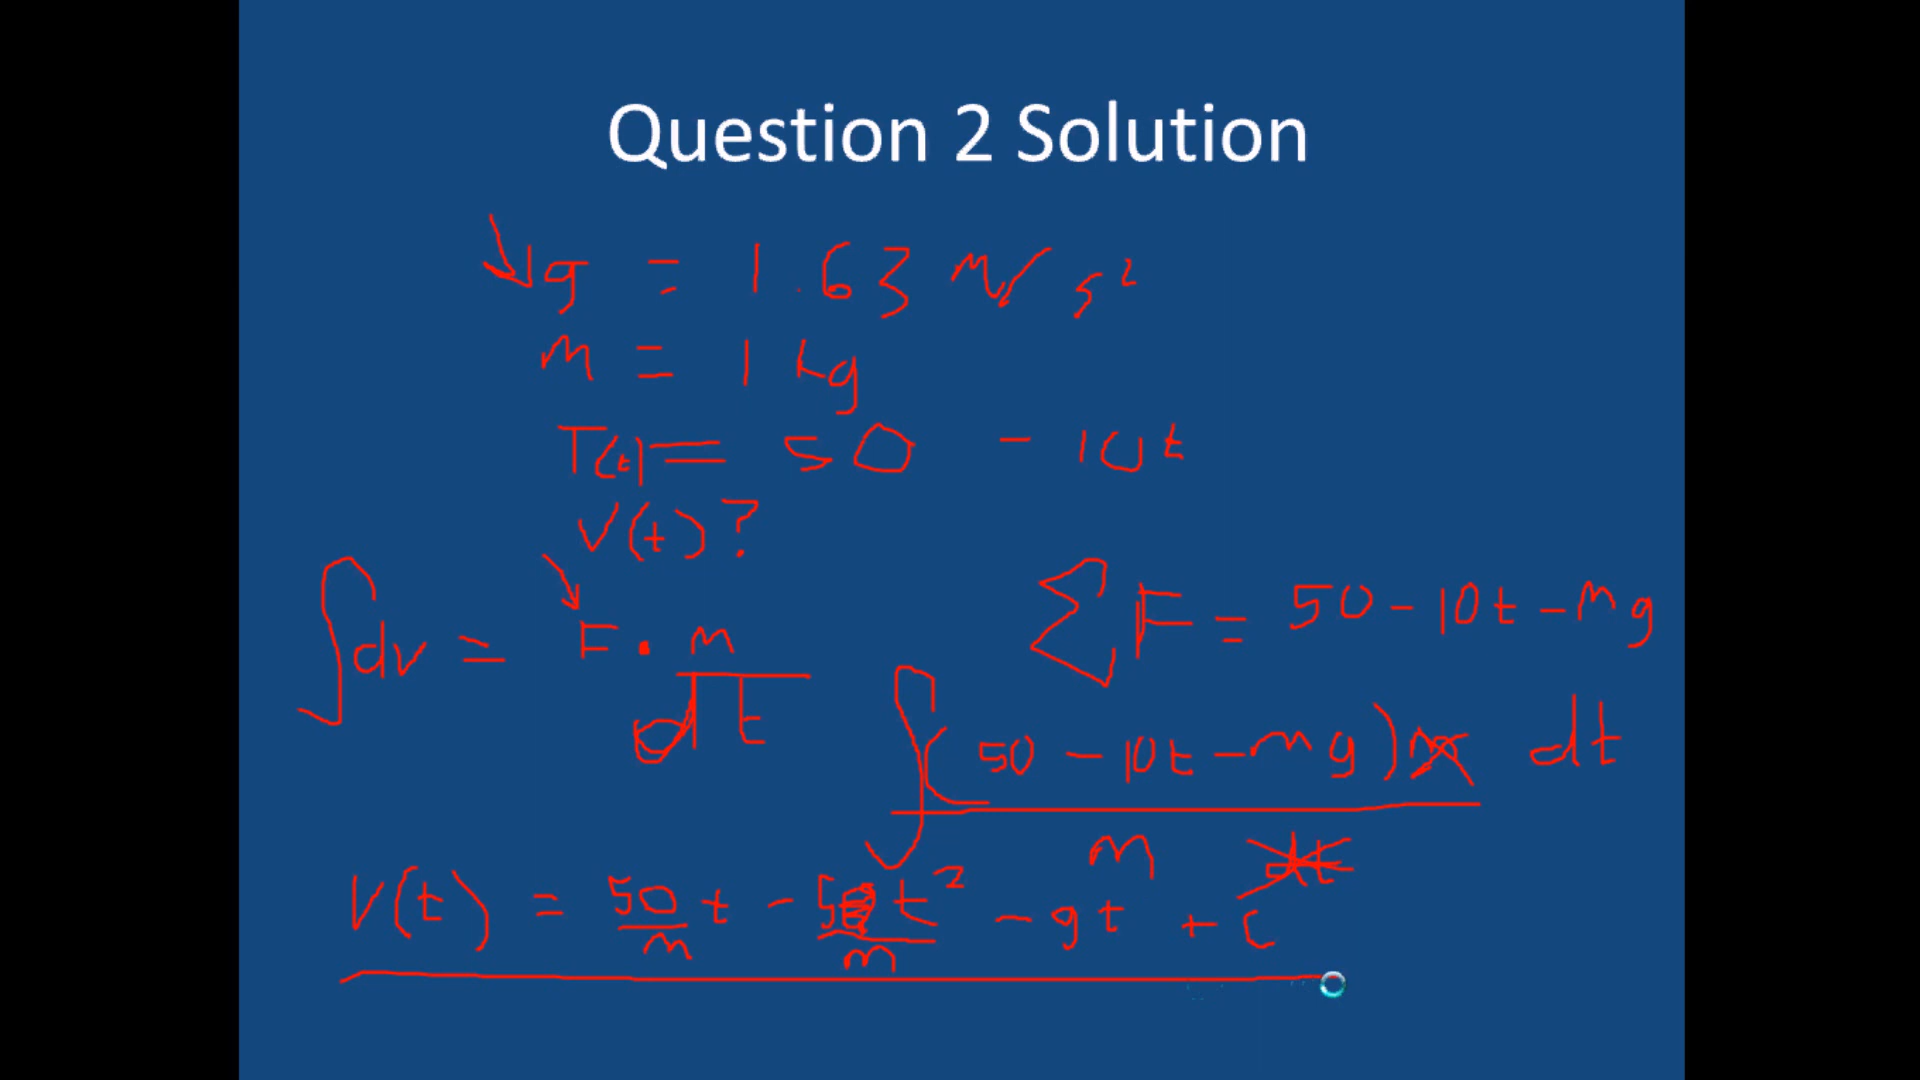 Question 2 Solution
↓g = 1.63 m/s²
m = 1 kg
T(t) = 50 - 10t
V(t)?
∫dv = F · m/dt
∑F = 50 - 10t - mg
∫(50 - 10t - mg)m/m dt dt
V(t) = 50/m t - 5t²/m - gt + C